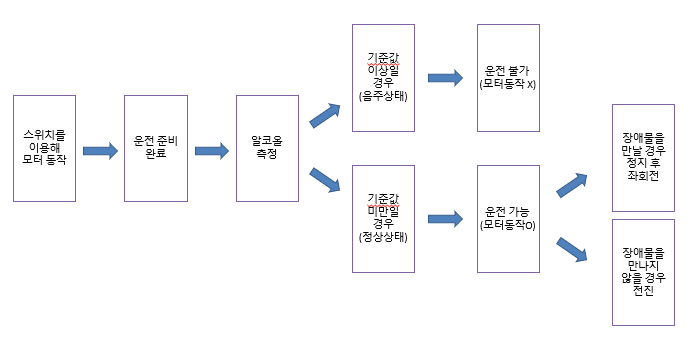 스위치를
이용해
모터 동작
운전 준비
완료
알코올
측정
기준값
이상일
경우
(음주상태)
운전 불가
(모터동작 X)
기준값
미만일
경우
(정상상태)
운전 가능
(모터동작O)
장애물을
만날 경우
정지 후
좌회전
장애물을
만나지
않을 경우
전진